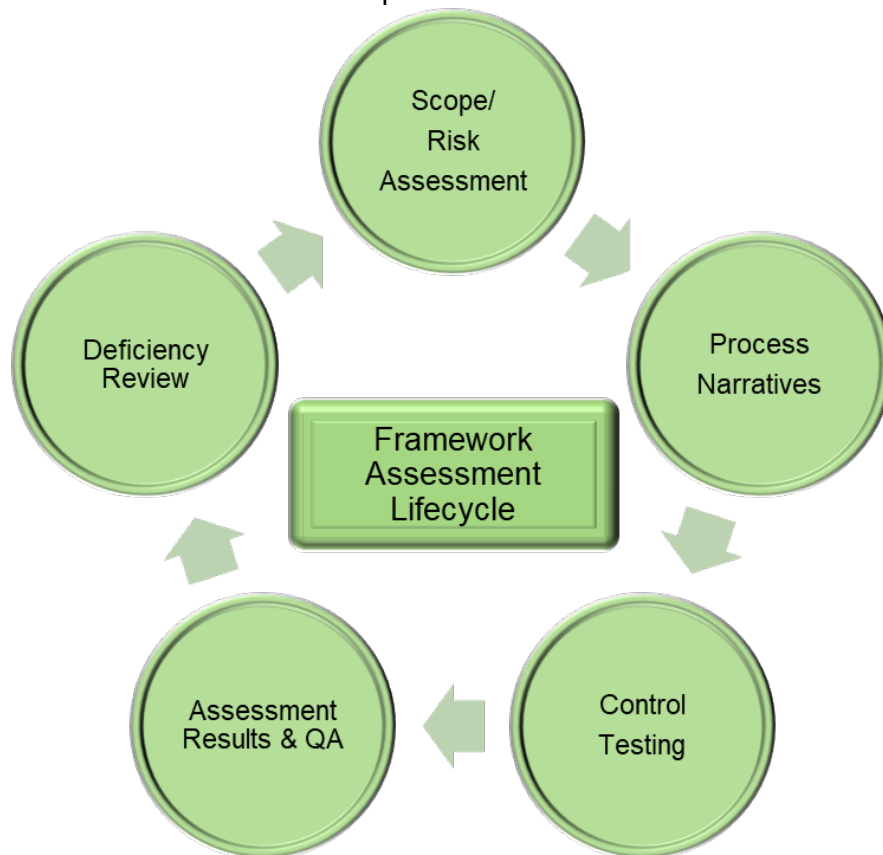 Scope/
Risk
Assessment
Process
Narratives
Control
Testing
Assessment
Results & QA
Deficiency
Review
Framework
Assessment
Lifecycle